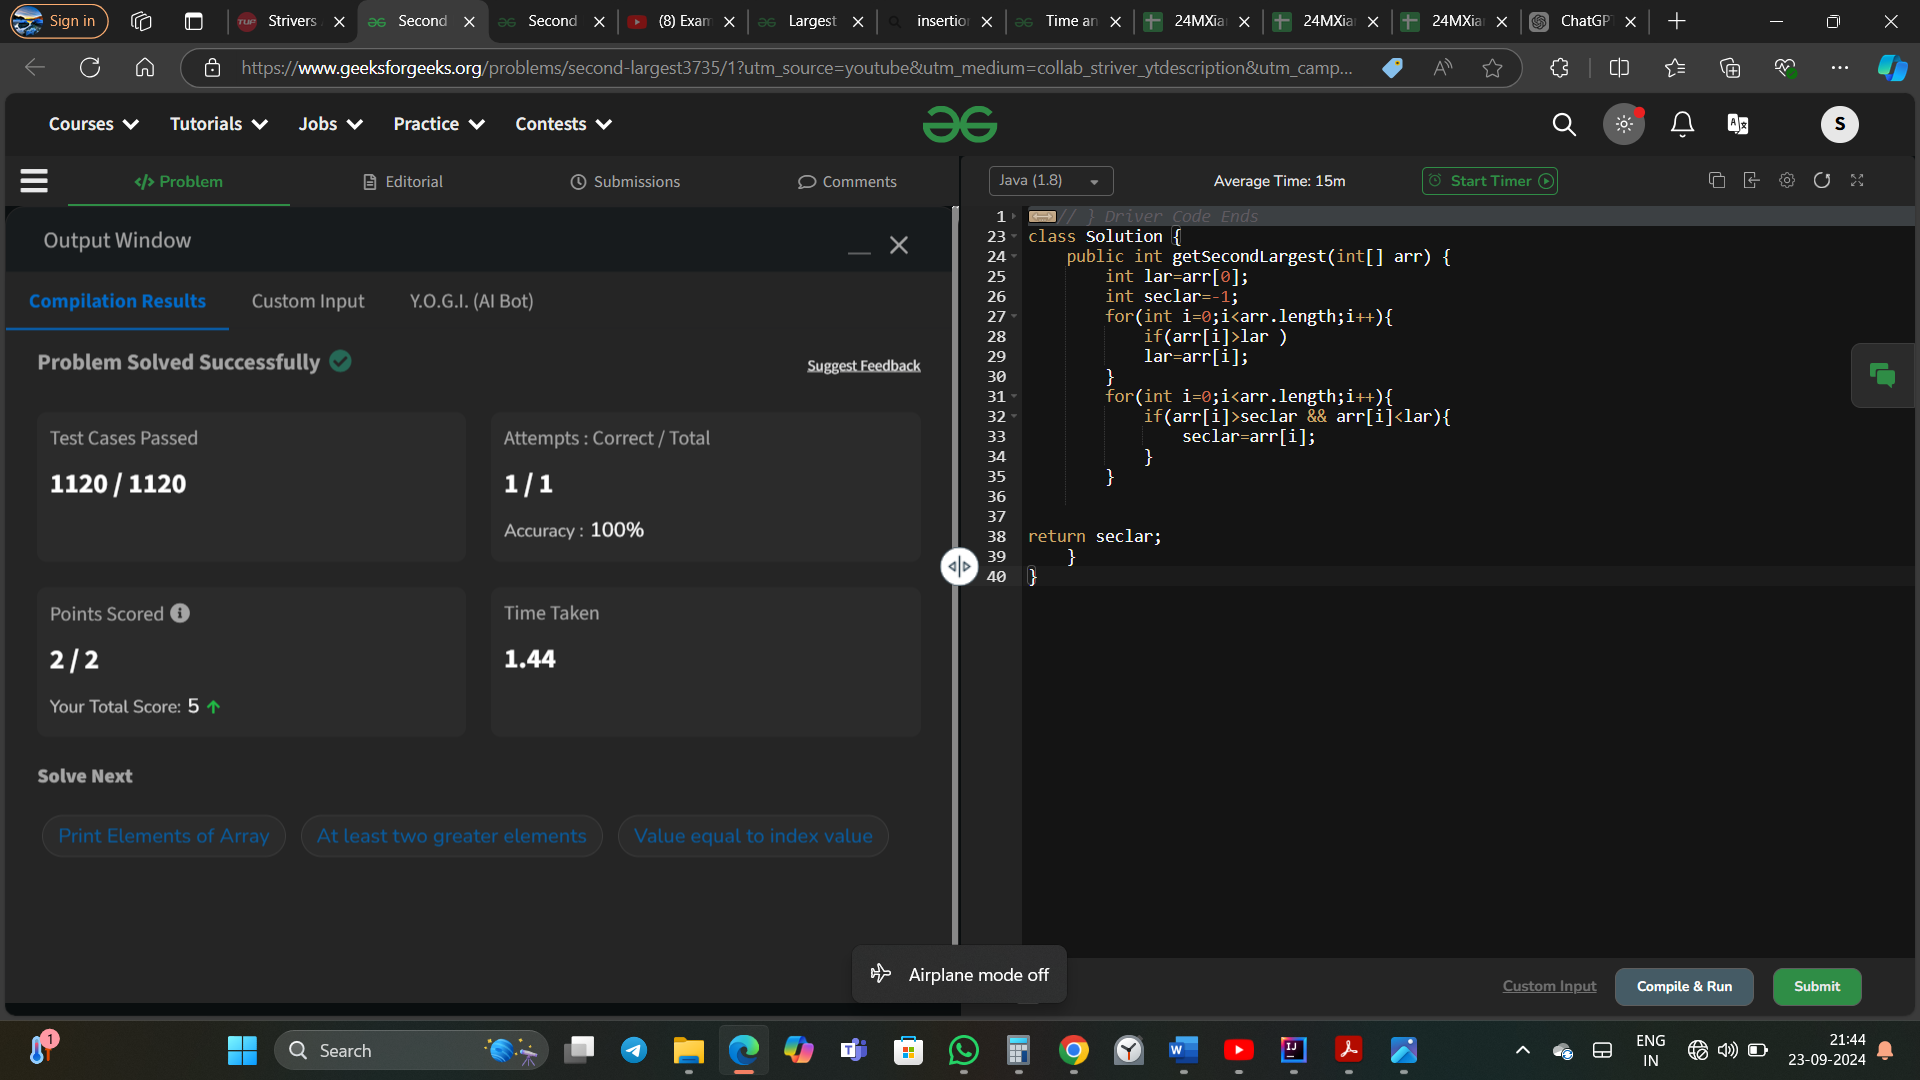 Sign in
Strivers
Second
Second
(8) Exam
Largest
insertion
Time an
24MXia
24MXia
24MXia
ChatGP
https://www.geeksforgeeks.org/problems/second-largest3735/1?utm_source=youtube&utm_medium=collab_striver_ytdescription&utm_camp...
Courses
Tutorials
Jobs
Practice
Contests
S
</> Problem
Editorial
Submissions
Comments
Java (1.8)
Average Time: 15m
Start Timer
Output Window
Compilation Results
Custom Input
Y.O.G.I. (AI Bot)
Problem Solved Successfully
Suggest Feedback
Test Cases Passed
1120 / 1120
Attempts : Correct / Total
1 / 1
Accuracy : 100%
Points Scored
2 / 2
Your Total Score: 5
Time Taken
1.44
Solve Next
Print Elements of Array
At least two greater elements
Value equal to index value
1 // } Driver Code Ends
23 class Solution {
24 public int getSecondLargest(int[] arr) {
25 int lar=arr[0];
26 int seclar=-1;
27 for(int i=0;i<arr.length;i++){
28 if(arr[i]>lar )
29 lar=arr[i];
30 }
31 for(int i=0;i<arr.length;i++){
32 if(arr[i]>seclar && arr[i]<lar){
33 seclar=arr[i];
34 }
35 }
36
37
38 return seclar;
39 }
40 }
Airplane mode off
Custom Input
Compile & Run
Submit
1
Search
ENG
IN
21:44
23-09-2024